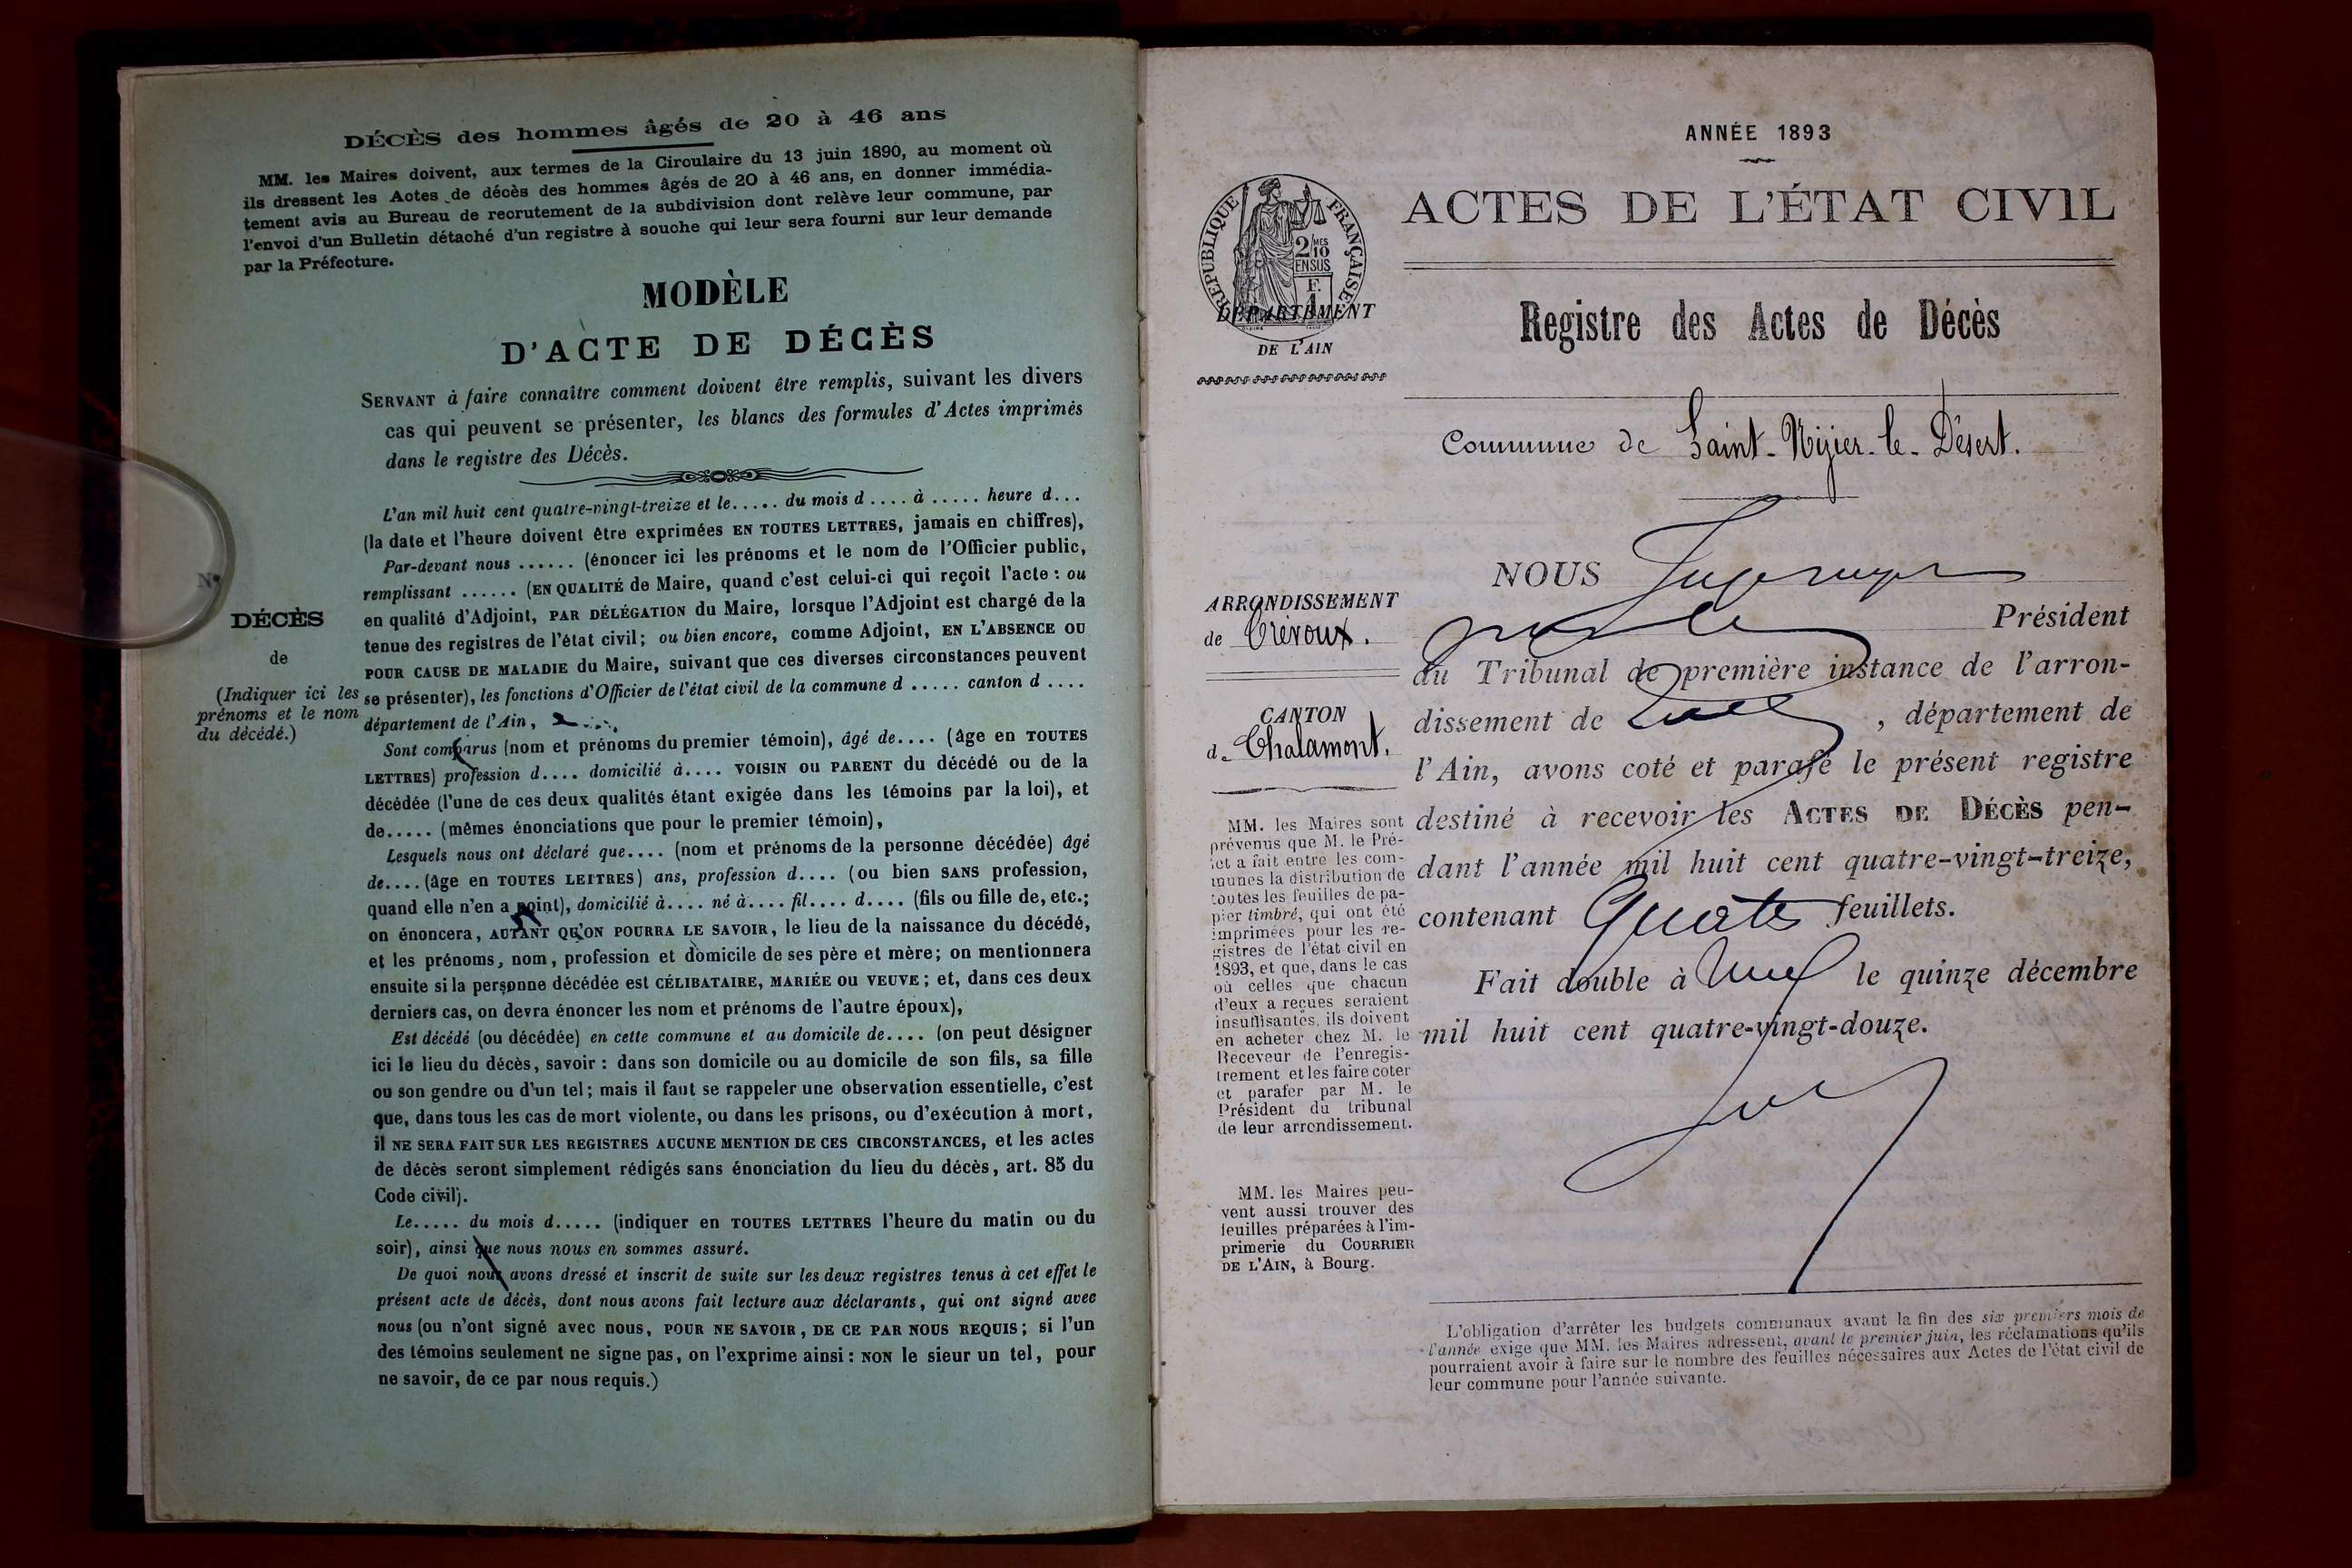 DÉCÈS des hommes âgés de 20 à 46 ans
MM. les Maires doivent, aux termes de la Circulaire du 13 juin 1890, au moment où
ils dressent les Actes de décès des hommes âgés de 20 à 46 ans, en donner immédia-
tement avis au Bureau de recrutement de la subdivision dont relève leur commune, par
l'envoi d'un Bulletin détaché d'un registre à souche qui leur sera fourni sur leur demande
par la Préfecture.
MODÈLE
D'ACTE DE DÉCÈS
SERVANT à faire connaître comment doivent être remplis, suivant les divers
cas qui peuvent se présenter, les blancs des formules d'Actes imprimés
dans le registre des Décès.
N°
DÉCÈS
de
(Indiquer ici les
prénoms et le nom
du décédé.)
L'an mil huit cent quatre-vingt-treize et le..... du mois d .... à ..... heure d...
(la date et l'heure doivent être exprimées EN TOUTES LETTRES, jamais en chiffres),
Par-devant nous ...... (énoncer ici les prénoms et le nom de l'Officier public,
remplissant ...... (EN QUALITÉ de Maire, quand c'est celui-ci qui reçoit l'acte : ou
en qualité d'Adjoint, PAR DÉLÉGATION du Maire, lorsque l'Adjoint est chargé de la
tenue des registres de l'état civil; ou bien encore, comme Adjoint, EN L'ABSENCE OU
POUR CAUSE DE MALADIE du Maire, suivant que ces diverses circonstances peuvent
se présenter), les fonctions d'Officier de l'état civil de la commune d ..... canton d ....
département de l'Ain,
Sont comparus (nom et prénoms du premier témoin), âgé de.... (âge en TOUTES
LETTRES) profession d.... domicilié à.... VOISIN OU PARENT du décédé ou de la
décédée (l'une de ces deux qualités étant exigée dans les témoins par la loi), et
de..... (mêmes énonciations que pour le premier témoin),
Lesquels nous ont déclaré que.... (nom et prénoms de la personne décédée) âgé
de....(âge en TOUTES LETTRES) ans, profession d.... (ou bien SANS profession,
quand elle n'en a point), domicilié à.... né à.... fil.... d.... (fils ou fille de, etc.;
on énoncera, AUTANT QU'ON POURRA LE SAVOIR, le lieu de la naissance du décédé,
et les prénoms, nom, profession et domicile de ses père et mère; on mentionnera
ensuite si la personne décédée est CÉLIBATAIRE, MARIÉE OU VEUVE; et, dans ces deux
derniers cas, on devra énoncer les nom et prénoms de l'autre époux),
Est décédé (ou décédée) en cette commune et au domicile de.... (on peut désigner
ici le lieu du décès, savoir : dans son domicile ou au domicile de son fils, sa fille
ou son gendre ou d'un tel; mais il faut se rappeler une observation essentielle, c'est
que, dans tous les cas de mort violente, ou dans les prisons, ou d'exécution à mort,
il NE SERA FAIT SUR LES REGISTRES AUCUNE MENTION DE CES CIRCONSTANCES, et les actes
de décès seront simplement rédigés sans énonciation du lieu du décès, art. 85 du
Code civil).
Le..... du mois d..... (indiquer en TOUTES LETTRES l'heure du matin ou du
soir), ainsi que nous nous en sommes assuré.
De quoi nous avons dressé et inscrit de suite sur les deux registres tenus à cet effet le
présent acte de décès, dont nous avons fait lecture aux déclarants, qui ont signé avec
nous (ou n'ont signé avec nous, POUR NE SAVOIR, DE CE PAR NOUS REQUIS; si l'un
des témoins seulement ne signe pas, on l'exprime ainsi : NON le sieur un tel, pour
ne savoir, de ce par nous requis.)
ANNÉE 1893
RÉPUBLIQUE FRANÇAISE
2/MES
10
EN SUS
F.
1
DÉPARTEMENT
DE L'AIN
ACTES DE L'ÉTAT CIVIL
Registre des Actes de Décès
Commune de Saint-Nizier-le-Désert.
ARRONDISSEMENT
de Trévoux.
CANTON
de Chalamont.
MM. les Maires sont
prévenus que M. le Pré-
fet a fait entre les com-
munes la distribution de
toutes les feuilles de pa-
pier timbré, qui ont été
imprimées pour les re-
gistres de l'état civil en
1893, et que, dans le cas
où celles que chacun
d'eux a reçues seraient
insuffisantes, ils doivent
en acheter chez M. le
Receveur de l'enregis-
trement et les faire coter
et parafer par M. le
Président du tribunal
de leur arrondissement.
MM. les Maires peu-
vent aussi trouver des
feuilles préparées à l'im-
primerie du COURRIER
DE L'AIN, à Bourg.
NOUS
Président
du Tribunal de première instance de l'arron-
dissement de , département de
l'Ain, avons coté et parafé le présent registre
destiné à recevoir les ACTES DE DÉCÈS pen-
dant l'année mil huit cent quatre-vingt-treize,
contenant Quatre feuillets.
Fait double à le quinze décembre
mil huit cent quatre-vingt-douze.
L'obligation d'arrêter les budgets communaux avant la fin des six premiers mois de
l'année exige que MM. les Maires adressent, avant le premier juin, les réclamations qu'ils
pourraient avoir à faire sur le nombre des feuilles nécessaires aux Actes de l'état civil de
leur commune pour l'année suivante.